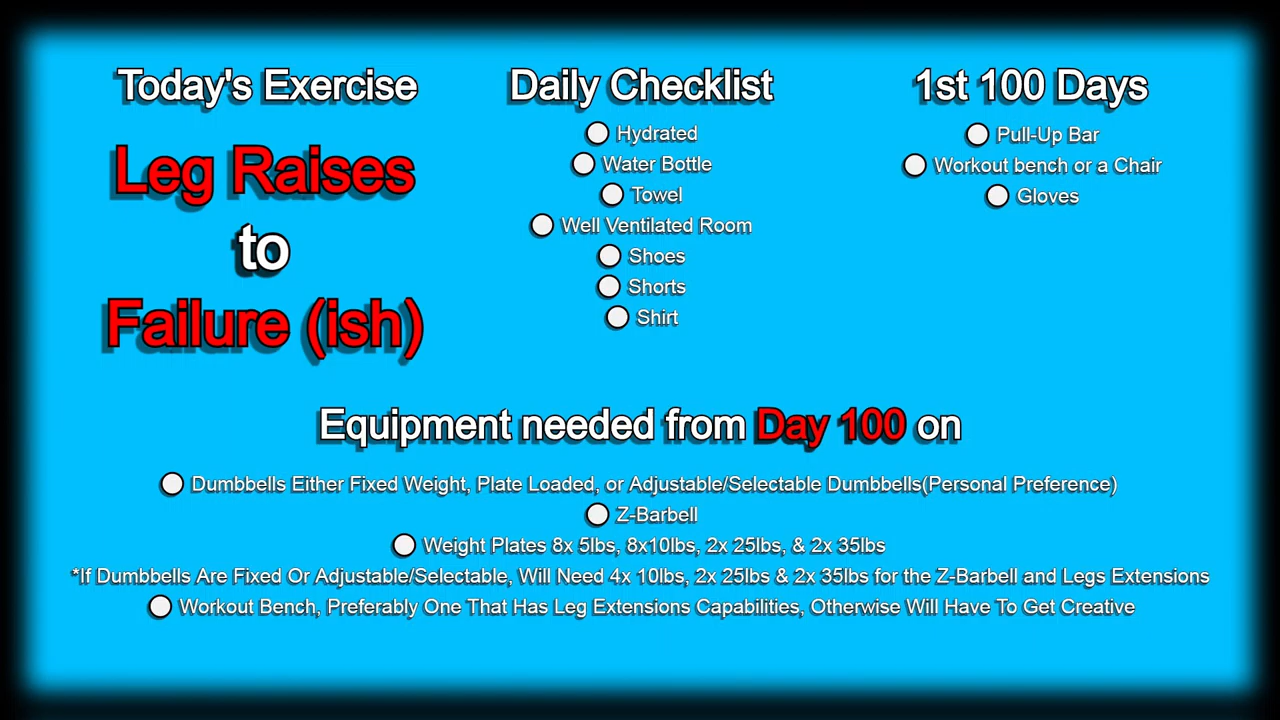 Today's Exercise
Leg Raises
to
Failure (ish)
Daily Checklist
Hydrated
Water Bottle
Towel
Well Ventilated Room
Shoes
Shorts
Shirt
1st 100 Days
Pull-Up Bar
Workout bench or a Chair
Gloves
Equipment needed from Day 100 on
Dumbbells Either Fixed Weight, Plate Loaded, or Adjustable/Selectable Dumbbells(Personal Preference)
Z-Barbell
Weight Plates 8x 5lbs, 8x10lbs, 2x 25lbs, & 2x 35lbs
*If Dumbbells Are Fixed Or Adjustable/Selectable, Will Need 4x 10lbs, 2x 25lbs & 2x 35lbs for the Z-Barbell and Legs Extensions
Workout Bench, Preferably One That Has Leg Extensions Capabilities, Otherwise Will Have To Get Creative